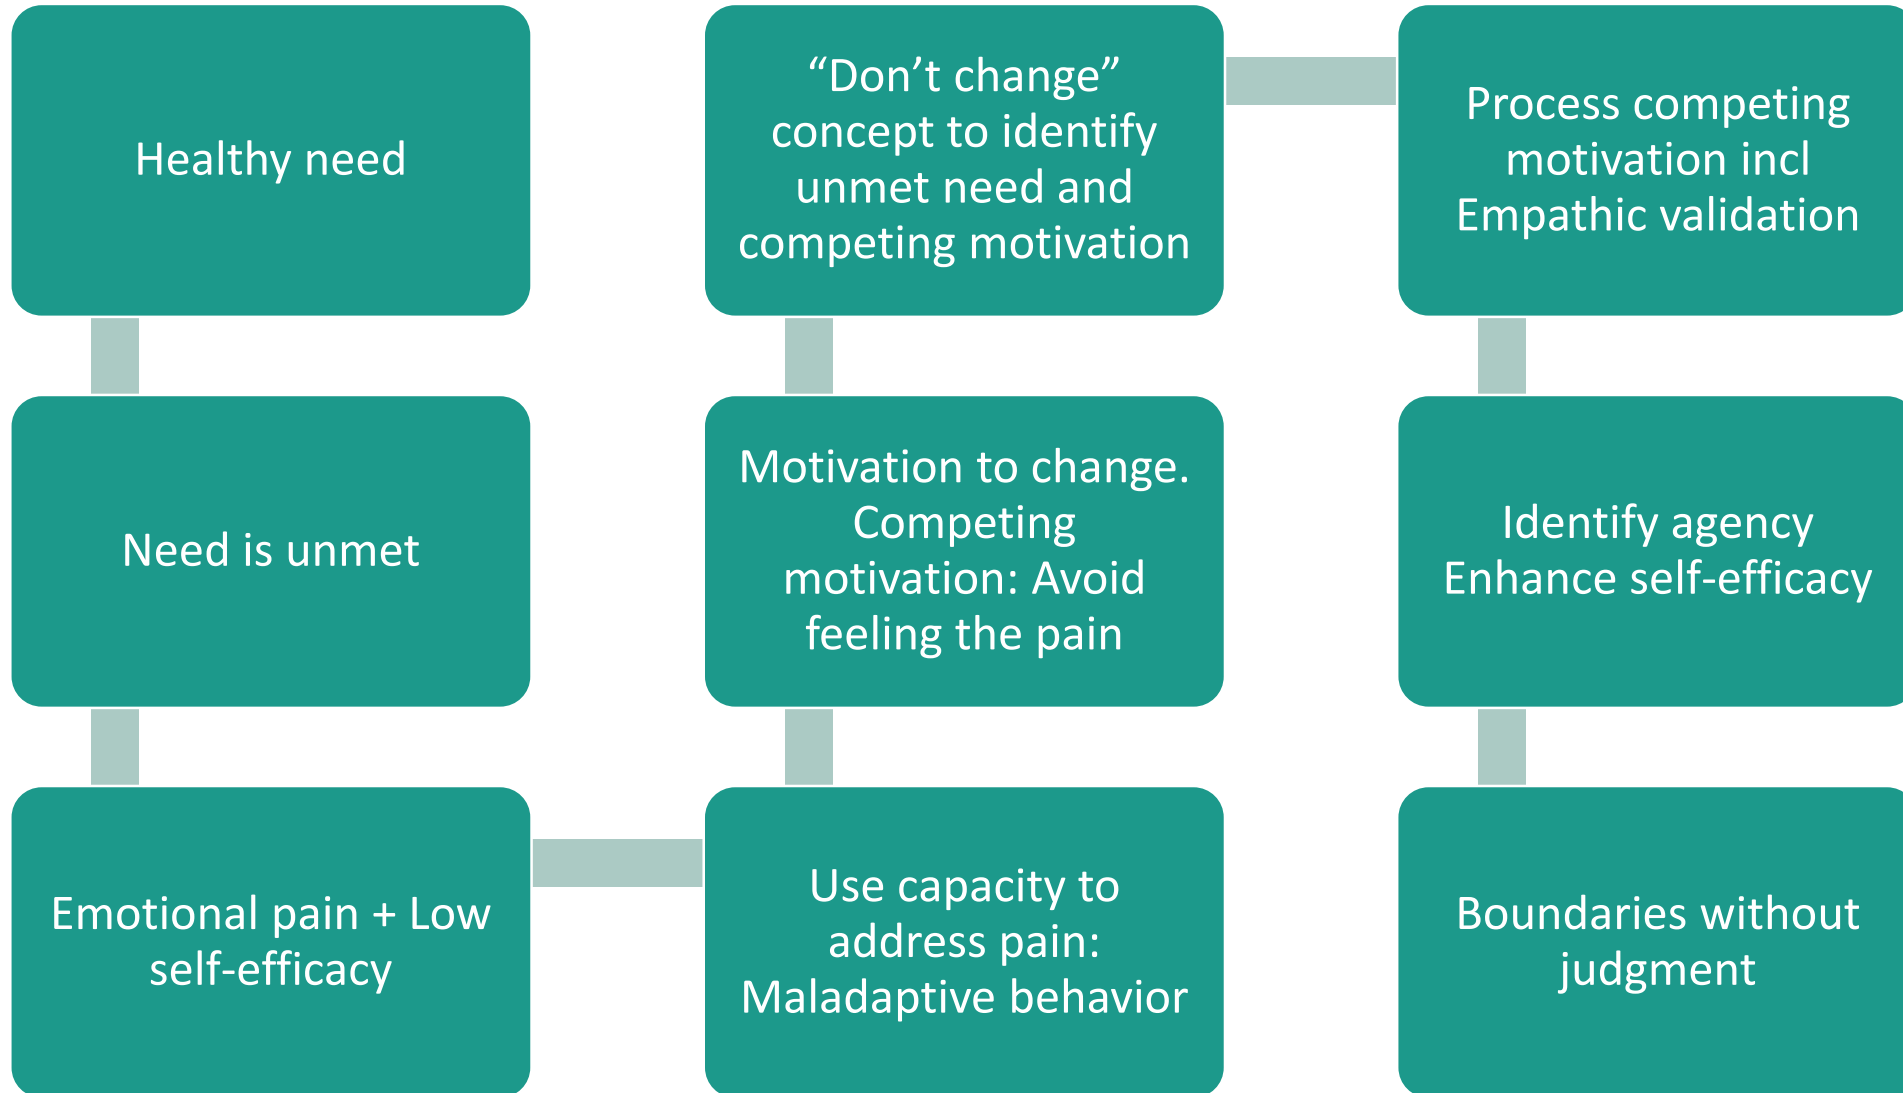 Healthy need
Need is unmet
Emotional pain + Low
self-efficacy
Use capacity to
address pain:
Maladaptive behavior
Motivation to change.
Competing
motivation: Avoid
feeling the pain
“Don’t change”
concept to identify
unmet need and
competing motivation
Process competing
motivation incl
Empathic validation
Identify agency
Enhance self-efficacy
Boundaries without
judgment